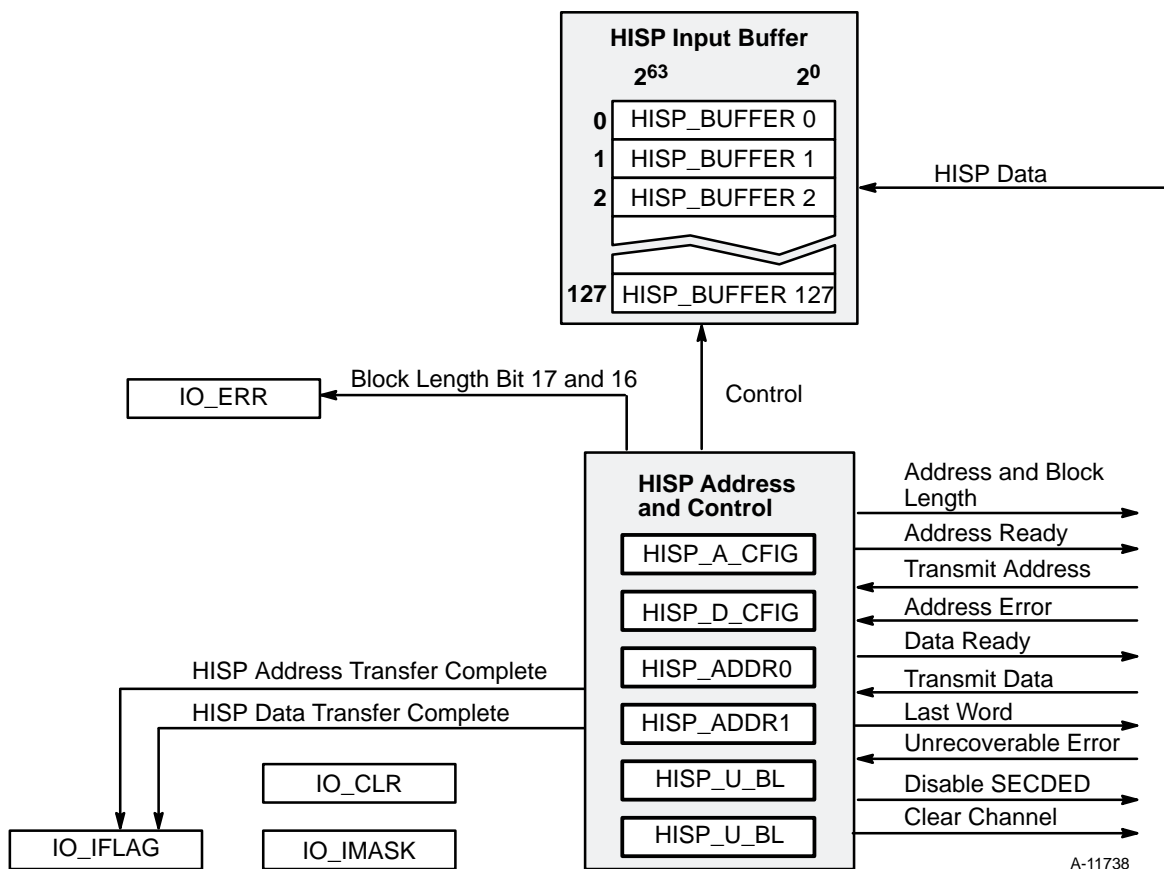 HISP Input Buffer
2^63 2^0
0 HISP_BUFFER 0
1 HISP_BUFFER 1
2 HISP_BUFFER 2
127 HISP_BUFFER 127
HISP Data
Block Length Bit 17 and 16
IO_ERR
Control
HISP Address
and Control
HISP_A_CFIG
HISP_D_CFIG
HISP_ADDR0
HISP_ADDR1
HISP_U_BL
HISP_U_BL
Address and Block
Length
Address Ready
Transmit Address
Address Error
Data Ready
Transmit Data
Last Word
Unrecoverable Error
Disable SECDED
Clear Channel
HISP Address Transfer Complete
HISP Data Transfer Complete
IO_CLR
IO_IFLAG
IO_IMASK
A-11738